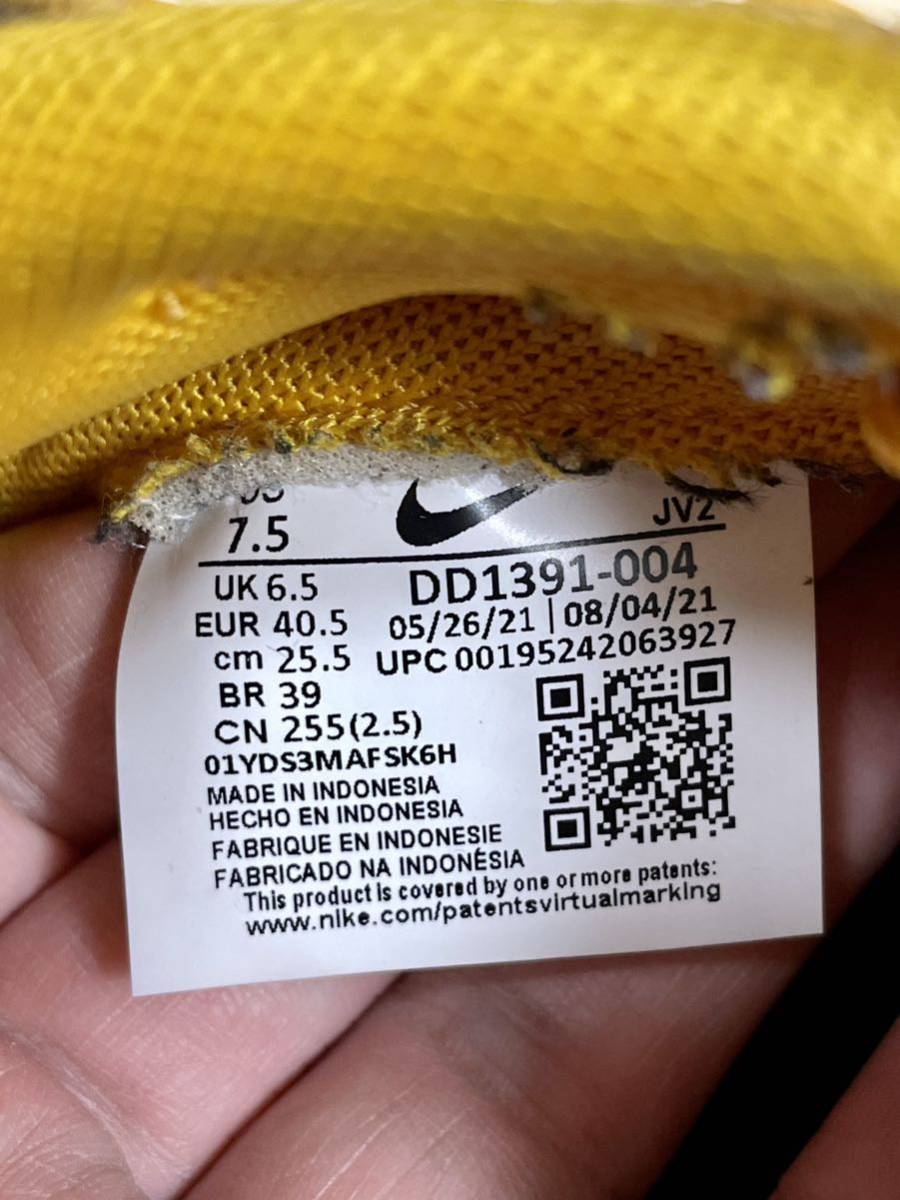 US
7.5
JV2
UK 6.5
DD1391-004
EUR 40.5
05/26/21 | 08/04/21
cm 25.5
UPC 00195242063927
BR 39
CN 255(2.5)
01YDS3MAFSK6H
MADE IN INDONESIA
HECHO EN INDONESIA
FABRIQUE EN INDONESIE
FABRICADO NA INDONÉSIA
This product is covered by one or more patents:
www.nike.com/patentsvirtualmarking